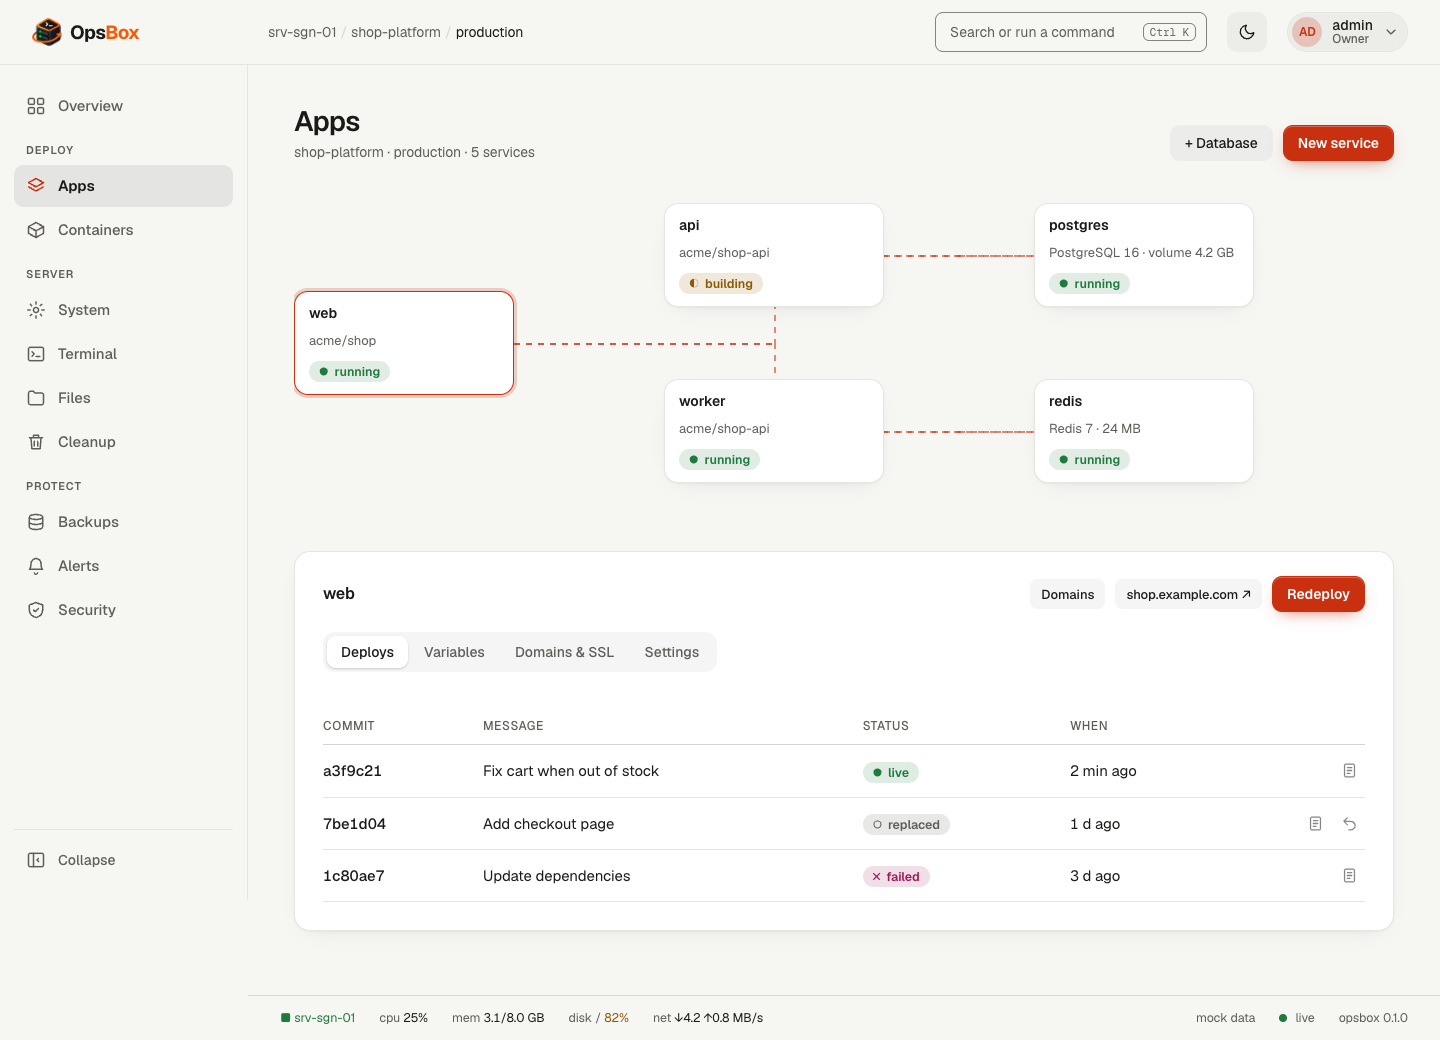 OpsBox
srv-sgn-01 / shop-platform / production
Search or run a command Ctrl K
AD admin
Owner
Overview
DEPLOY
Apps
Containers
SERVER
System
Terminal
Files
Cleanup
PROTECT
Backups
Alerts
Security
Collapse
Apps
shop-platform · production · 5 services
+ Database New service
web
acme/shop
running
api
acme/shop-api
building
postgres
PostgreSQL 16 · volume 4.2 GB
running
worker
acme/shop-api
running
redis
Redis 7 · 24 MB
running
web
Domains shop.example.com ↗ Redeploy
Deploys Variables Domains & SSL Settings
COMMIT MESSAGE STATUS WHEN
a3f9c21 Fix cart when out of stock live 2 min ago
7be1d04 Add checkout page replaced 1 d ago
1c80ae7 Update dependencies failed 3 d ago
srv-sgn-01 cpu 25% mem 3.1/8.0 GB disk / 82% net ↓4.2 ↑0.8 MB/s mock data live opsbox 0.1.0